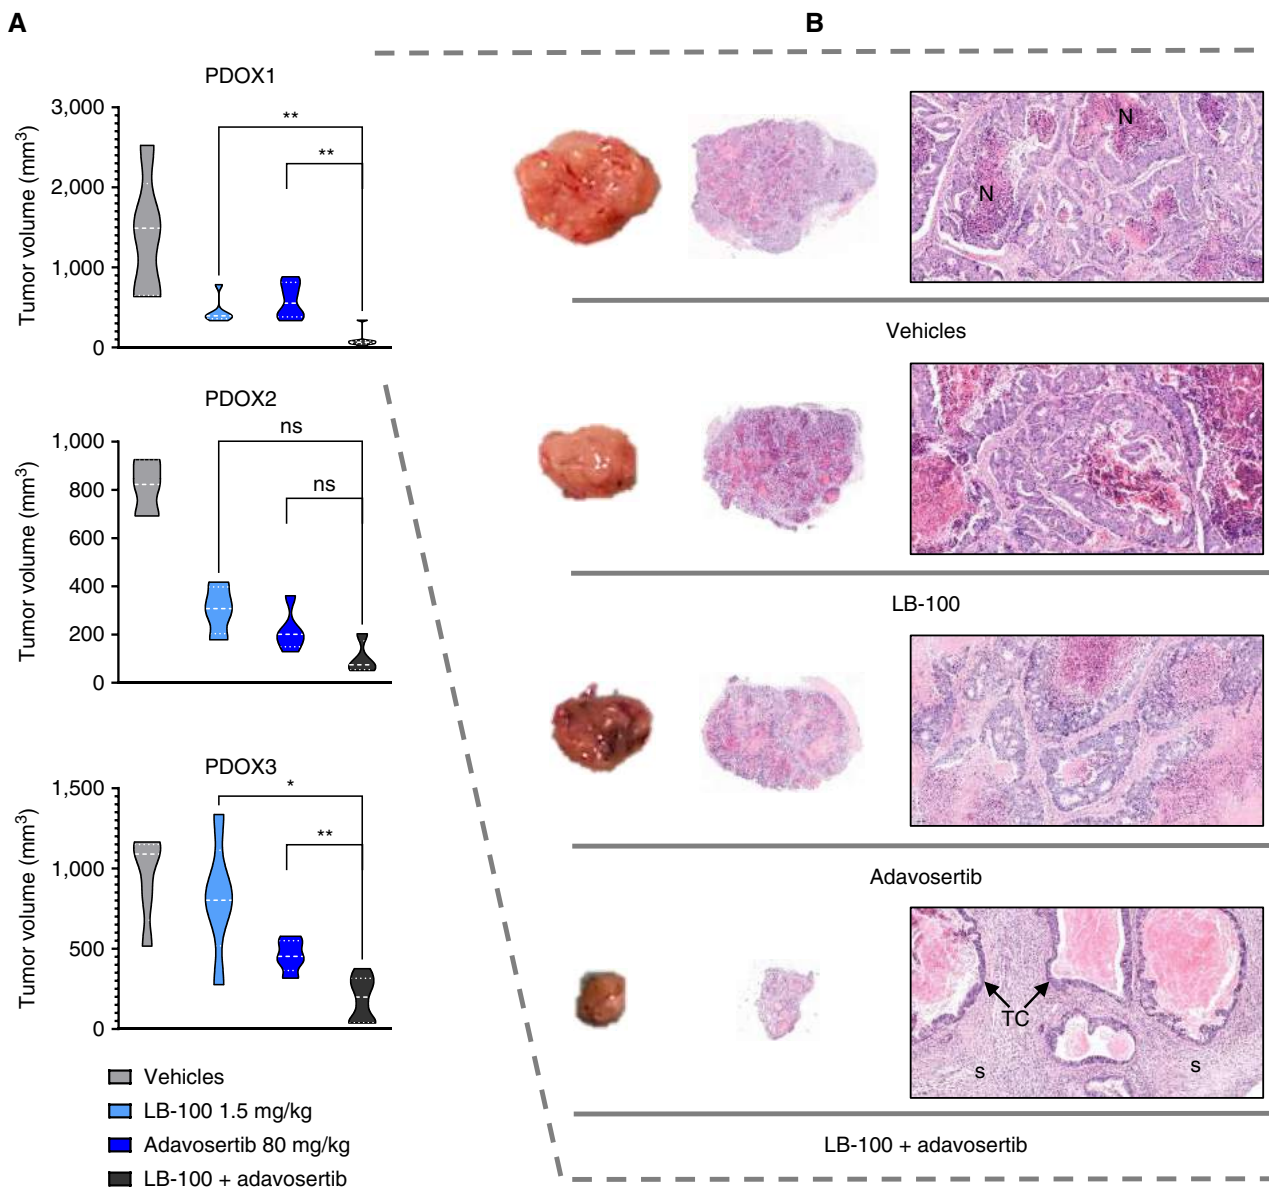 A
B
PDOX1
Tumor volume (mm³)
3,000
2,000
1,000
0
**
**
PDOX2
Tumor volume (mm³)
1,000
800
600
400
200
0
ns
ns
PDOX3
Tumor volume (mm³)
1,500
1,000
500
0
*
**
Vehicles
LB-100 1.5 mg/kg
Adavosertib 80 mg/kg
LB-100 + adavosertib
N
N
Vehicles
LB-100
Adavosertib
TC
s
s
LB-100 + adavosertib